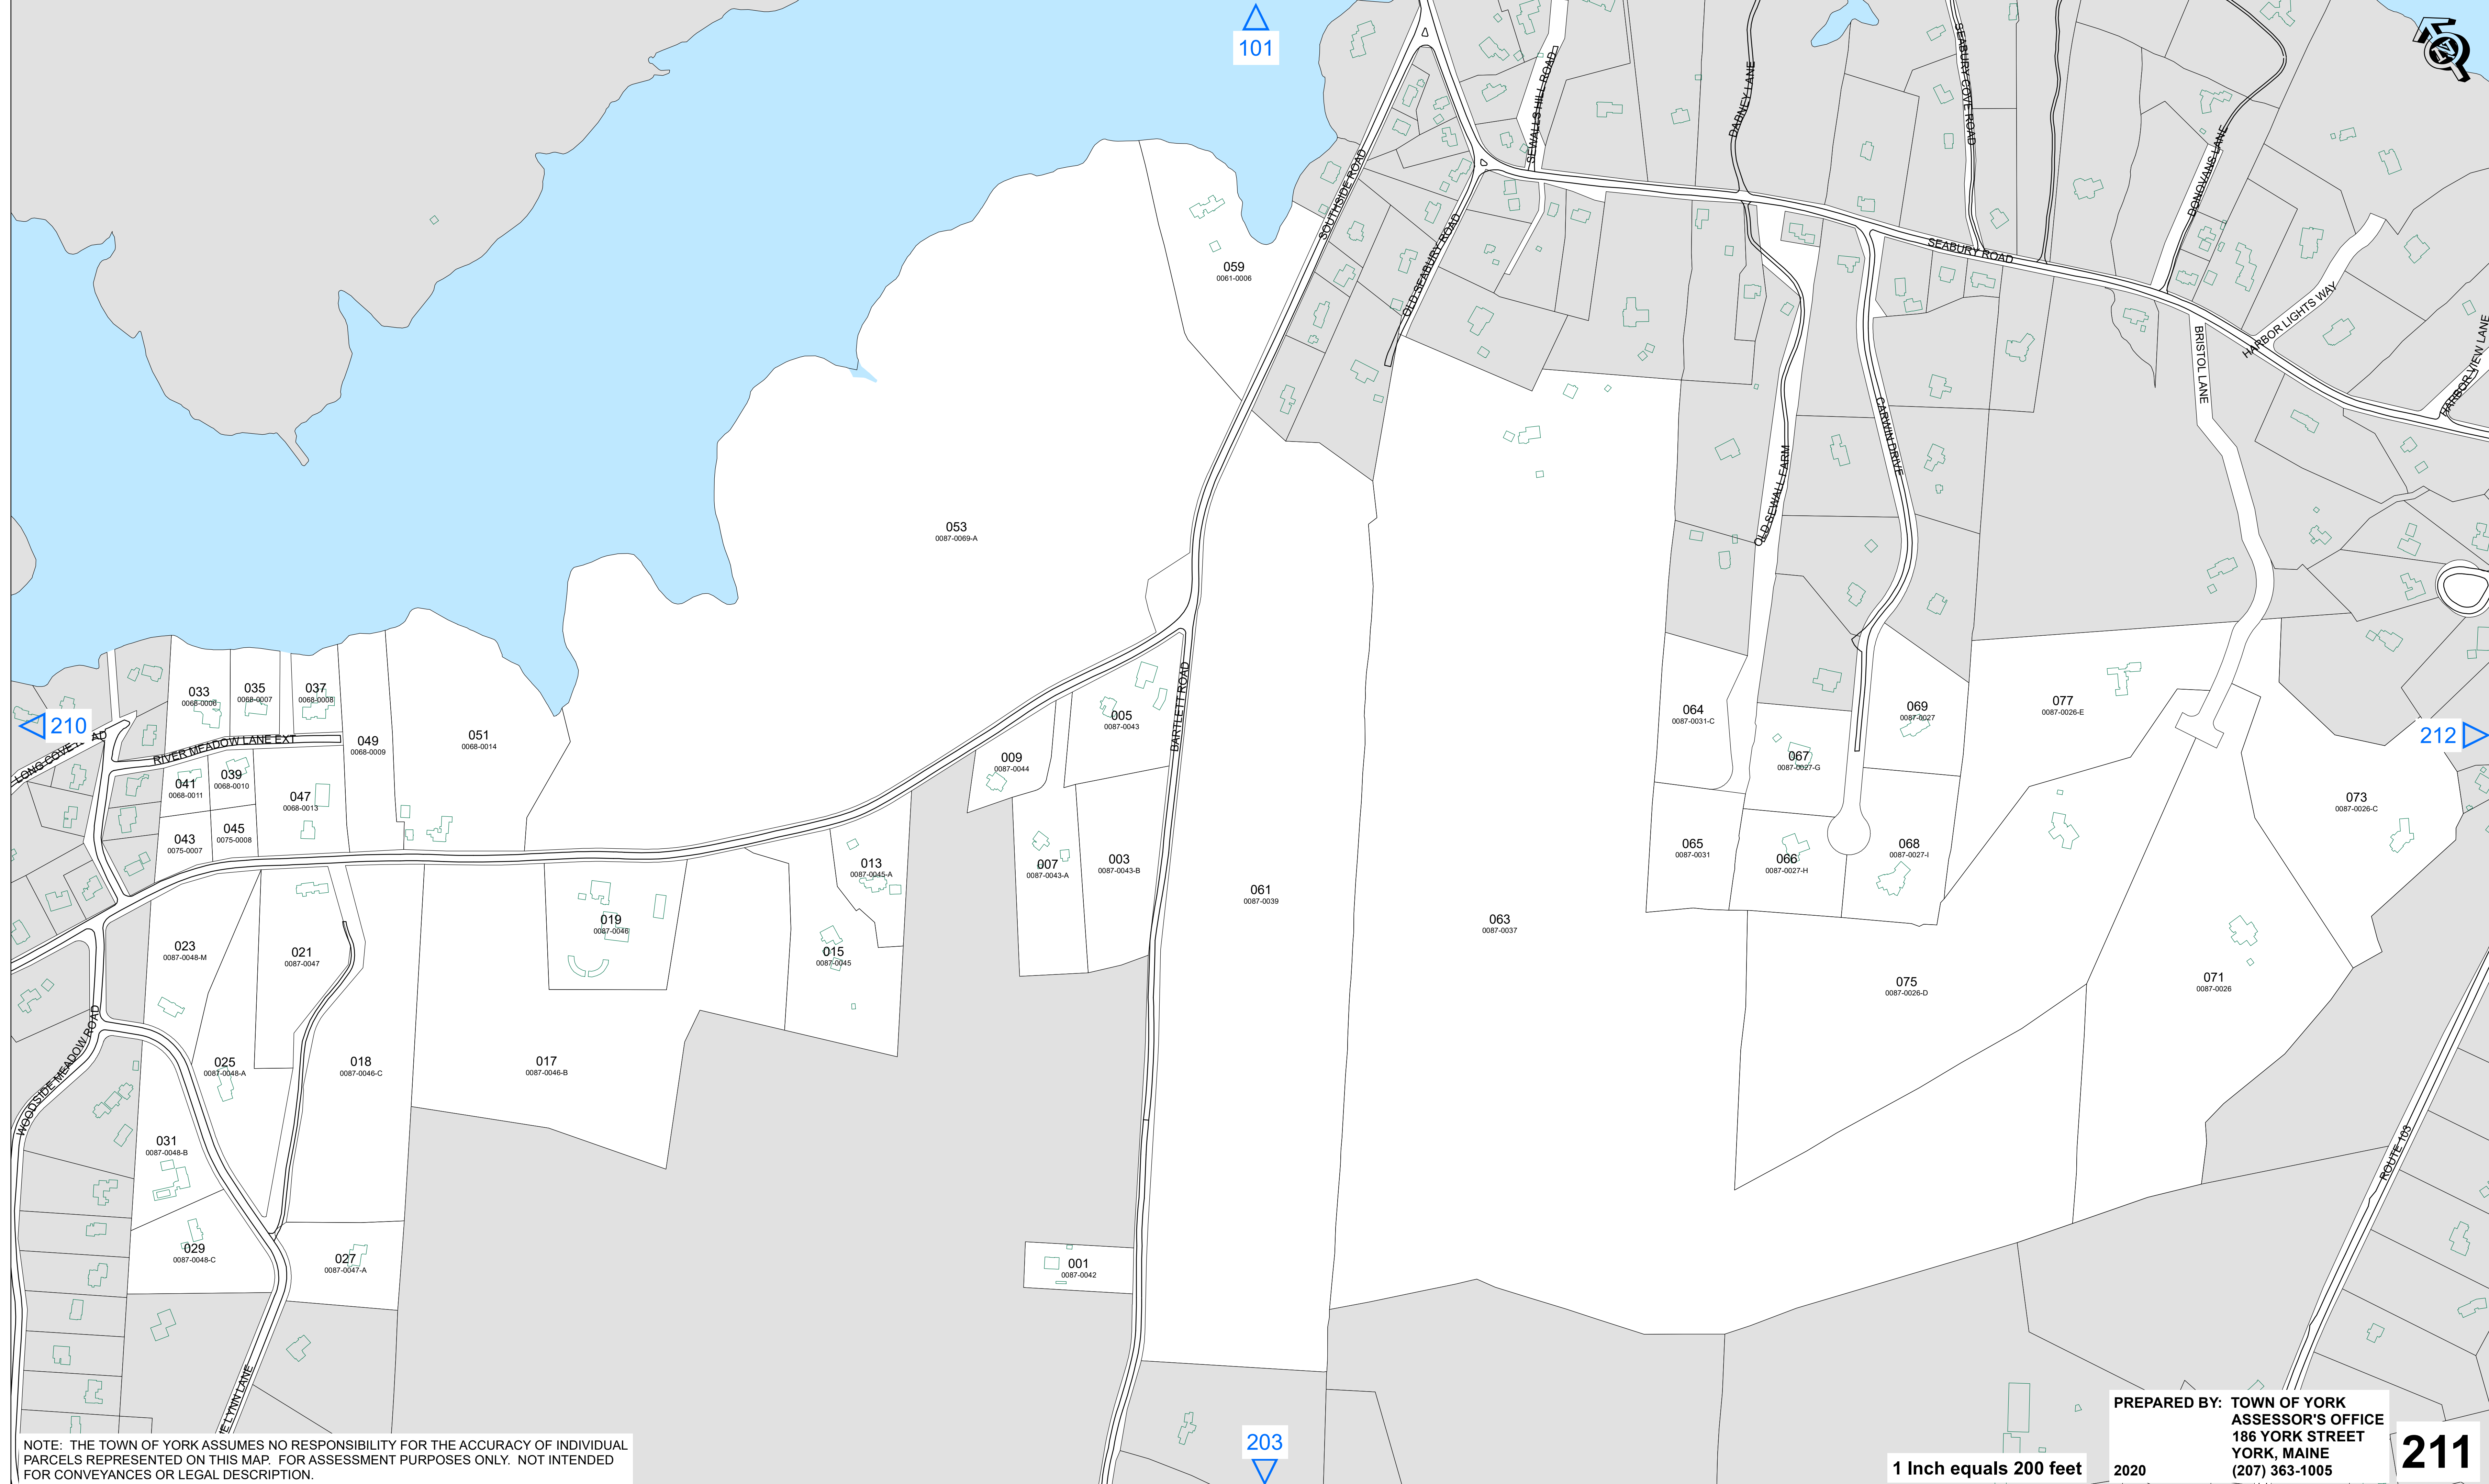 101
N
SOUTHSIDE ROAD
SEWALLS HILL ROAD
DABNEY LANE
SEABURY COVE ROAD
DONOVANS LANE
OLD SEABURY ROAD
SEABURY ROAD
HARBOR LIGHTS WAY
HARBOR VIEW LANE
BRISTOL LANE
CARWIN DRIVE
OLD SEWALL FARM
059
0061-0006
053
0087-0069-A
033
0068-0006
035
0068-0007
037
0068-0008
210
LONG COVE ROAD
RIVER MEADOW LANE EXT
049
0068-0009
051
0068-0014
041
0068-0011
039
0068-0010
047
0068-0013
043
0075-0007
045
0075-0008
005
0087-0043
BARTLETT ROAD
009
0087-0044
013
0087-0045-A
007
0087-0043-A
003
0087-0043-B
061
0087-0039
063
0087-0037
064
0087-0031-C
069
0087-0027
077
0087-0026-E
212
067
0087-0027-G
073
0087-0026-C
065
0087-0031
066
0087-0027-H
068
0087-0027-I
075
0087-0026-D
071
0087-0026
023
0087-0048-M
021
0087-0047
019
0087-0046
015
0087-0045
WOODSIDE MEADOW ROAD
025
0087-0048-A
018
0087-0046-C
017
0087-0046-B
031
0087-0048-B
029
0087-0048-C
027
0087-0047-A
001
0087-0042
ROUTE 103
LYNN LANE
203
NOTE: THE TOWN OF YORK ASSUMES NO RESPONSIBILITY FOR THE ACCURACY OF INDIVIDUAL
PARCELS REPRESENTED ON THIS MAP. FOR ASSESSMENT PURPOSES ONLY. NOT INTENDED
FOR CONVEYANCES OR LEGAL DESCRIPTION.
1 Inch equals 200 feet
PREPARED BY: TOWN OF YORK
ASSESSOR'S OFFICE
186 YORK STREET
YORK, MAINE
2020 (207) 363-1005
211